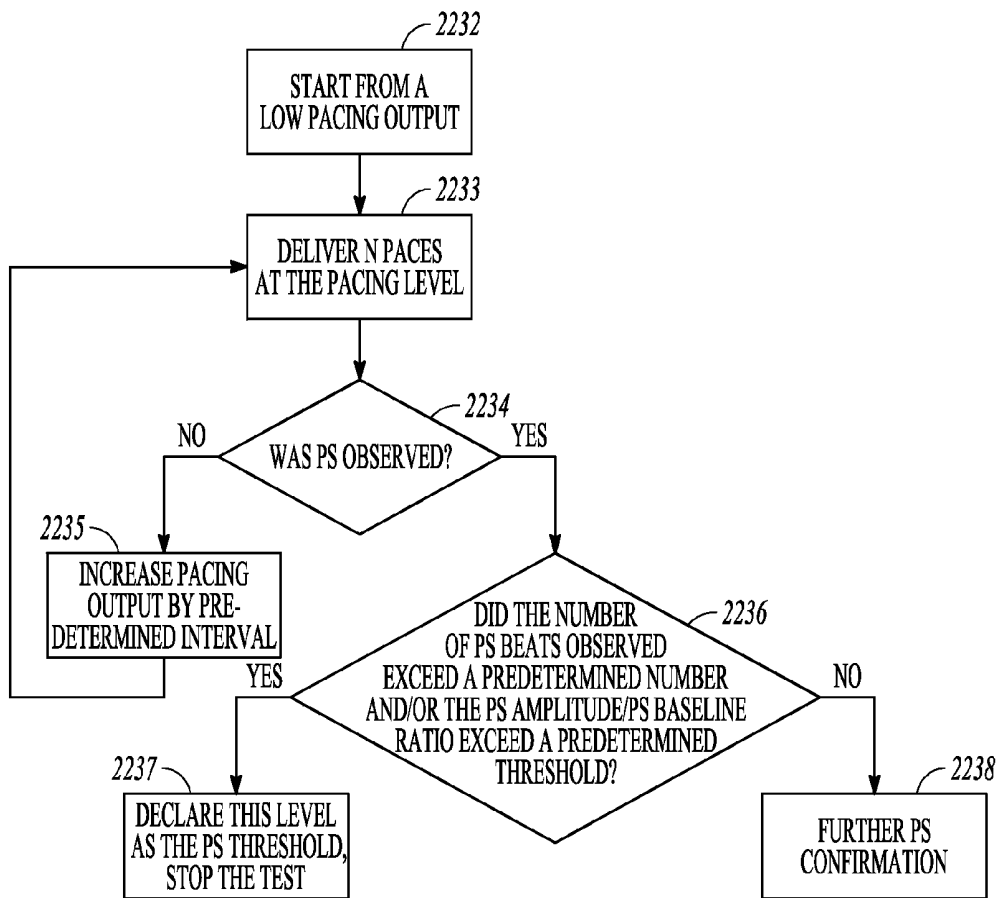 2232
START FROM A
LOW PACING OUTPUT
2233
DELIVER N PACES
AT THE PACING LEVEL
2234
NO
YES
WAS PS OBSERVED?
2235
INCREASE PACING
OUTPUT BY PRE-
DETERMINED INTERVAL
2236
DID THE NUMBER
OF PS BEATS OBSERVED
EXCEED A PREDETERMINED NUMBER
AND/OR THE PS AMPLITUDE/PS BASELINE
RATIO EXCEED A PREDETERMINED
THRESHOLD?
YES
NO
2237
DECLARE THIS LEVEL
AS THE PS THRESHOLD,
STOP THE TEST
2238
FURTHER PS
CONFIRMATION